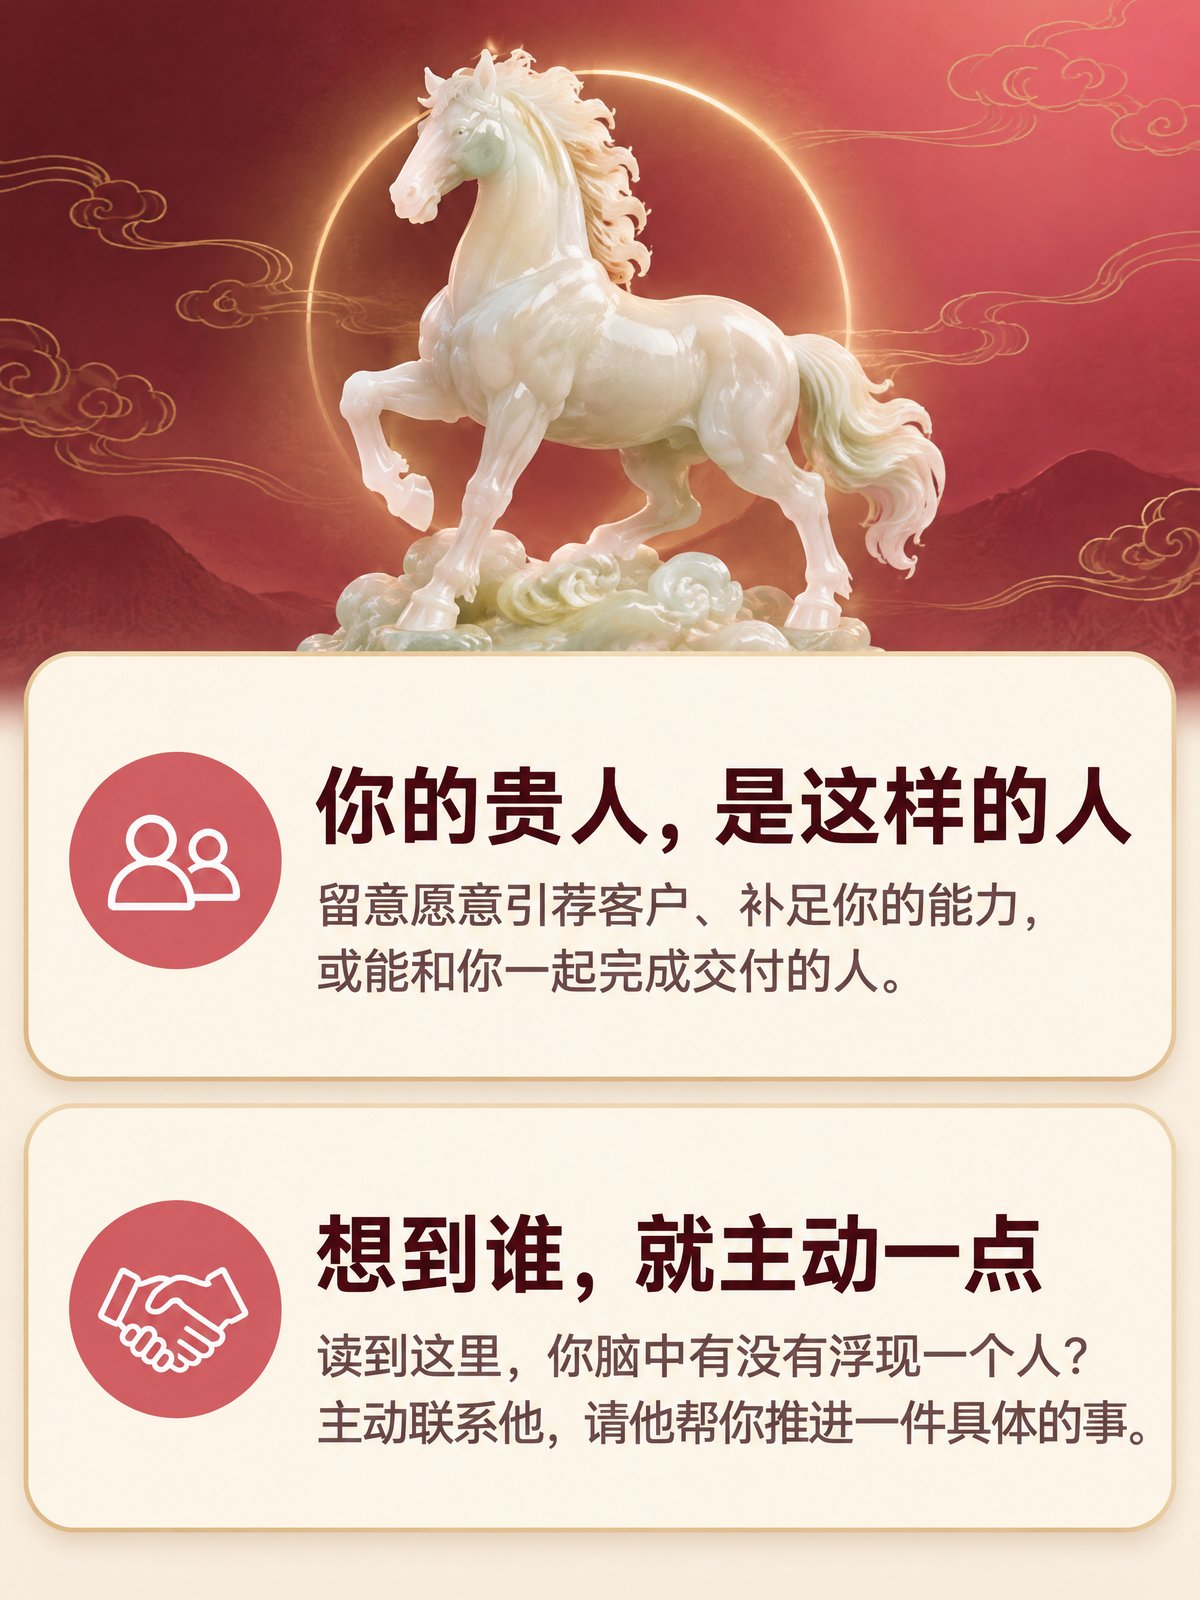 你的贵人，是这样的人
留意愿意引荐客户、补足你的能力，
或能和你一起完成交付的人。
想到谁，就主动一点
读到这里，你脑中有没有浮现一个人？
主动联系他，请他帮你推进一件具体的事。